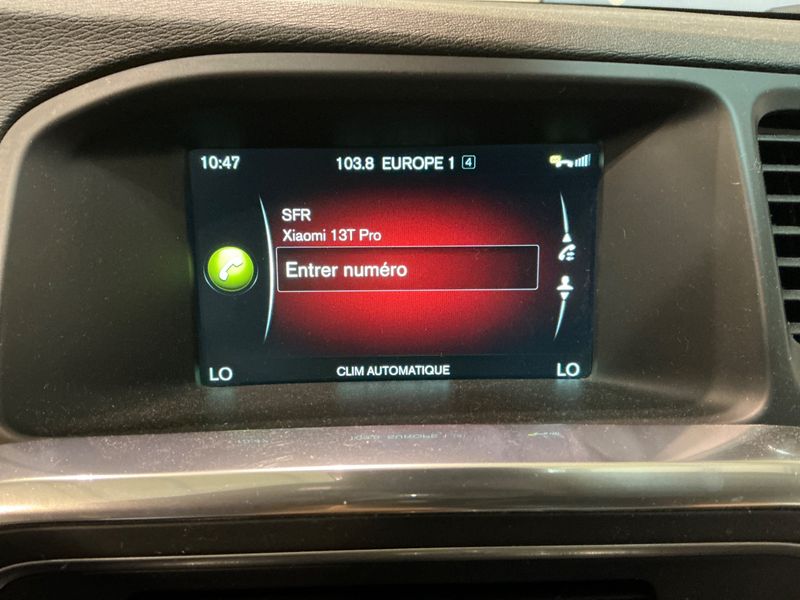 10:47
103.8 EUROPE 1 4
SFR
Xiaomi 13T Pro
Entrer numéro
LO
CLIM AUTOMATIQUE
LO